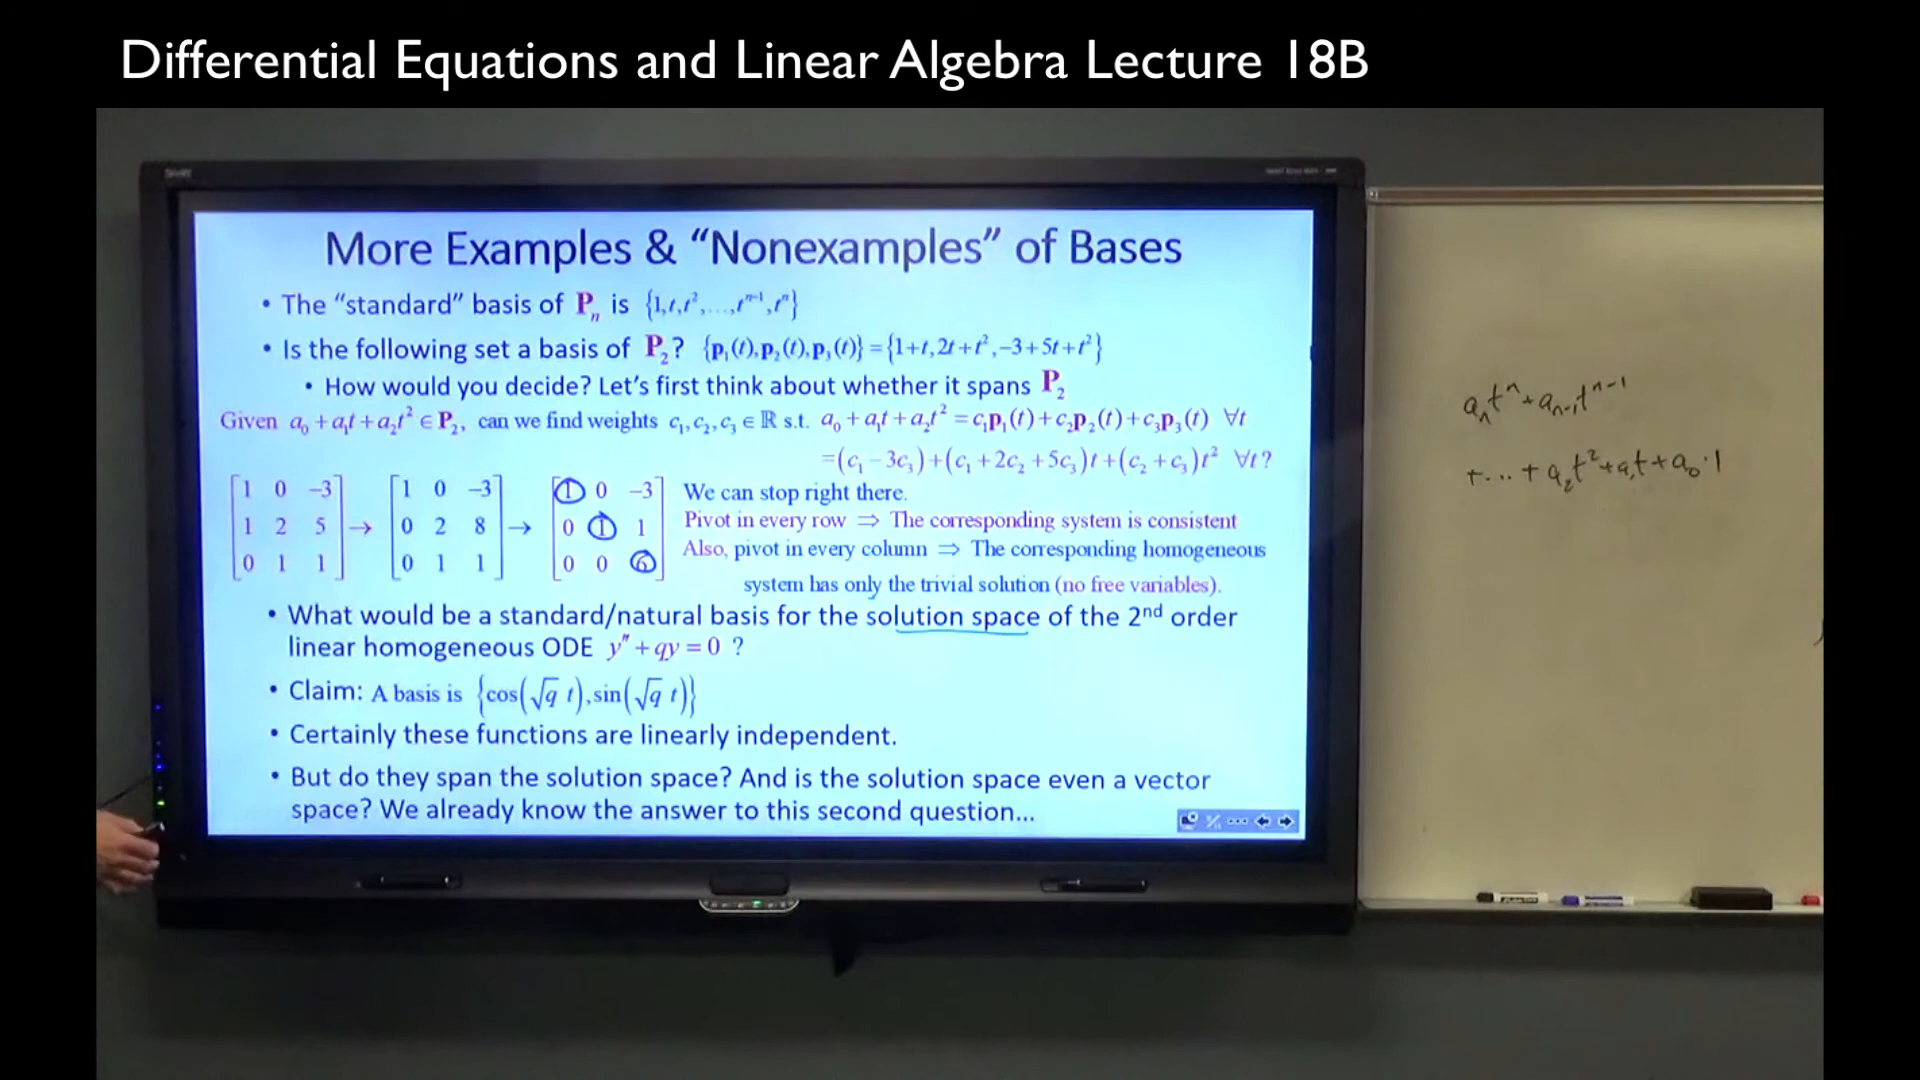 Differential Equations and Linear Algebra Lecture 18B
More Examples & “Nonexamples” of Bases
• The “standard” basis of Pₙ is {1,t,t²,…,tⁿ⁻¹,tⁿ}
• Is the following set a basis of P₂? {p₁(t),p₂(t),p₃(t)} = {1+t,2t+t²,−3+5t+t²}
• How would you decide? Let’s first think about whether it spans P₂
Given a₀ + a₁t + a₂t² ∈ P₂, can we find weights c₁,c₂,c₃ ∈ ℝ s.t. a₀ + a₁t + a₂t² = c₁p₁(t) + c₂p₂(t) + c₃p₃(t) ∀t
= (c₁ − 3c₃) + (c₁ + 2c₂ + 5c₃)t + (c₂ + c₃)t² ∀t?
[1 0 −3] [1 0 −3] [1 0 −3] We can stop right there.
[1 2 5] → [0 2 8] → [0 1 1] Pivot in every row ⇒ The corresponding system is consistent
[0 1 1] [0 1 1] [0 0 6] Also, pivot in every column ⇒ The corresponding homogeneous
system has only the trivial solution (no free variables).
• What would be a standard/natural basis for the solution space of the 2nd order
linear homogeneous ODE y″ + qy = 0 ?
• Claim: A basis is {cos(√q t),sin(√q t)}
• Certainly these functions are linearly independent.
• But do they span the solution space? And is the solution space even a vector
space? We already know the answer to this second question…
aₙtⁿ + aₙ₋₁tⁿ⁻¹
+ … + a₂t² + a₁t + a₀·1